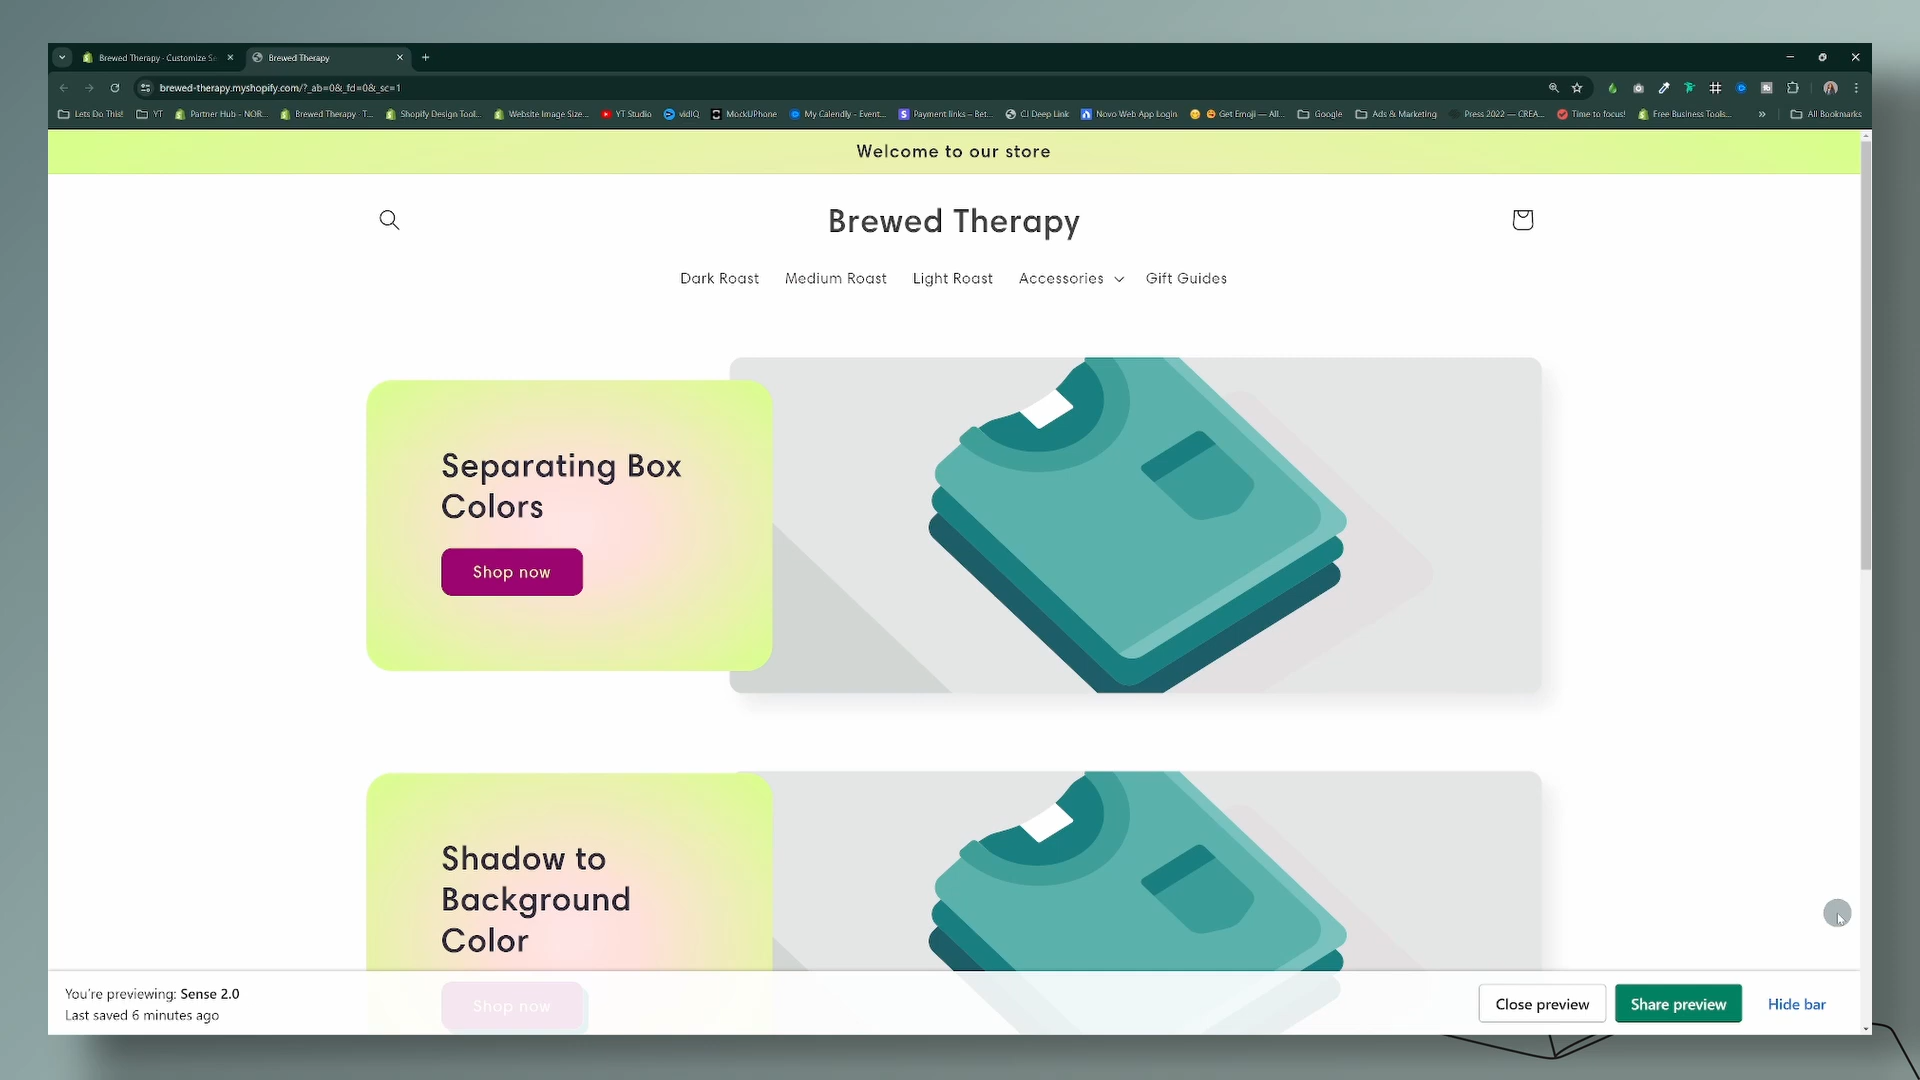 Brewed Therapy · Customize Se
Brewed Therapy
brewed-therapy.myshopify.com/?_ab=0&_fd=0&_sc=1
Lets Do This!
YT
Partner Hub – NOR...
Brewed Therapy · T...
Shopify Design Tool...
Website Image Size...
YT Studio
vidIQ
MockUPhone
My Calendly - Event...
Payment links – Bet...
CJ Deep Link
Novo Web App Login
Get Emoji — All...
Google
Ads & Marketing
Press 2022 — CREA...
Time to focus!
Free Business Tools...
All Bookmarks
Welcome to our store
Brewed Therapy
Dark Roast
Medium Roast
Light Roast
Accessories
Gift Guides
Separating Box
Colors
Shop now
Shadow to
Background
Color
Shop now
You're previewing: Sense 2.0
Last saved 6 minutes ago
Close preview
Share preview
Hide bar